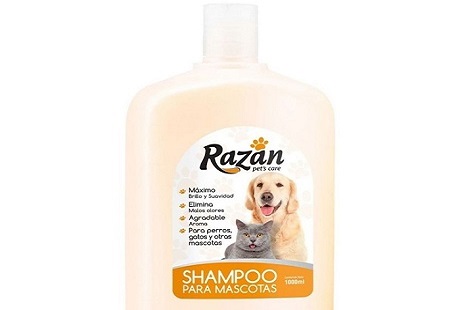 Razán
pet's care
Máximo
Brillo y Suavidad
Elimina
Malos olores
Agradable
Aroma
Para perros,
gatos y otras
mascotas
SHAMPOO
PARA MASCOTAS
1000ml